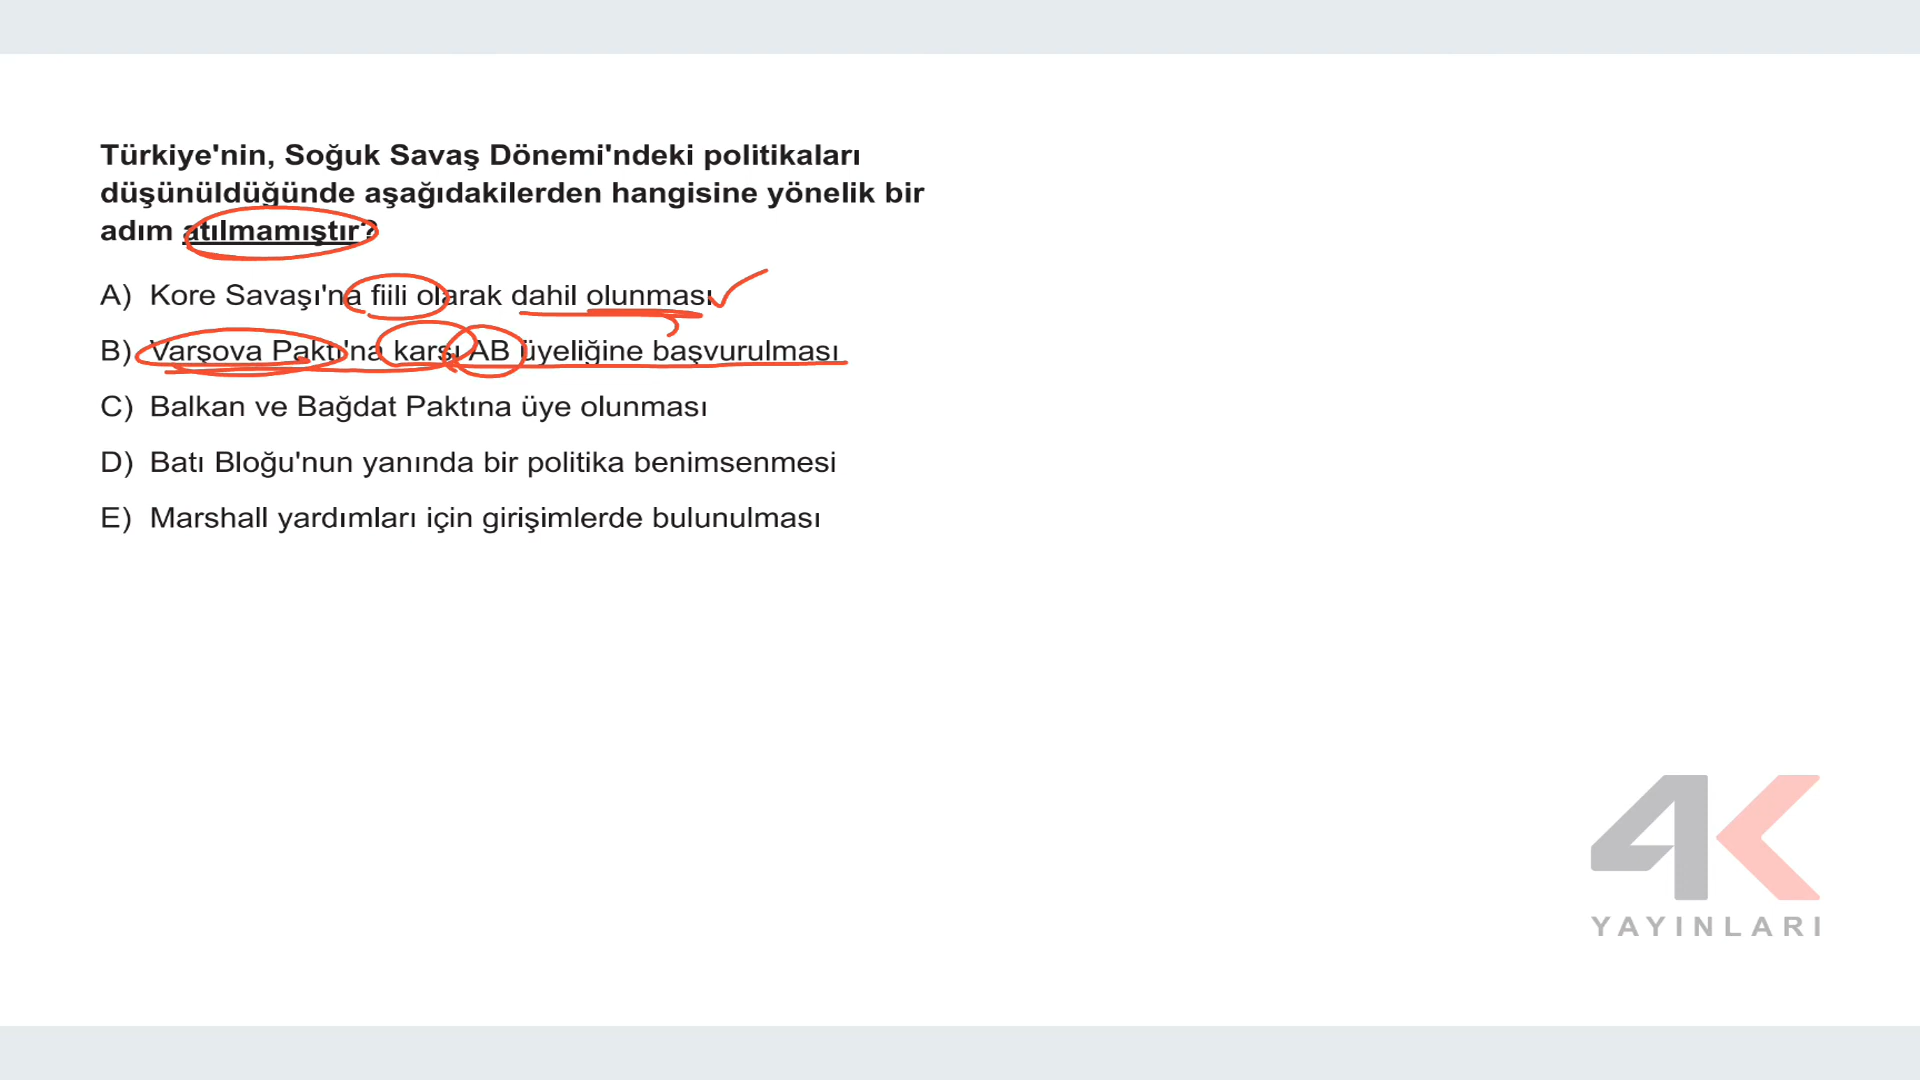 Türkiye'nin, Soğuk Savaş Dönemi'ndeki politikaları
düşünüldüğünde aşağıdakilerden hangisine yönelik bir
adım atılmamıştır?
A) Kore Savaşı'na fiili olarak dahil olunması
B) Varşova Paktı'na karşı AB üyeliğine başvurulması
C) Balkan ve Bağdat Paktına üye olunması
D) Batı Bloğu'nun yanında bir politika benimsenmesi
E) Marshall yardımları için girişimlerde bulunulması
4K
YAYINLARI